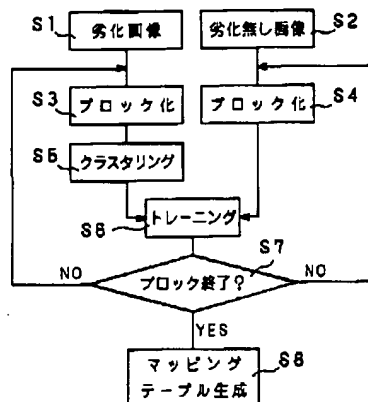 S1
劣化画像
劣化無し画像
S2
S3
ブロック化
ブロック化
S4
S5
クラスタリング
トレーニング
S6
S7
NO
ブロック終了?
NO
YES
マッピング
テーブル生成
S8